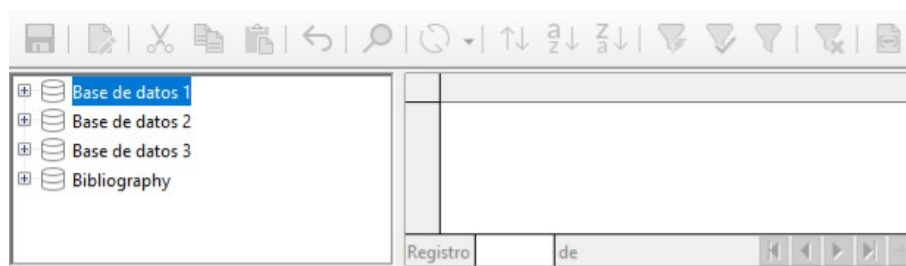 Base de datos 1
Base de datos 2
Base de datos 3
Bibliography
Registro de